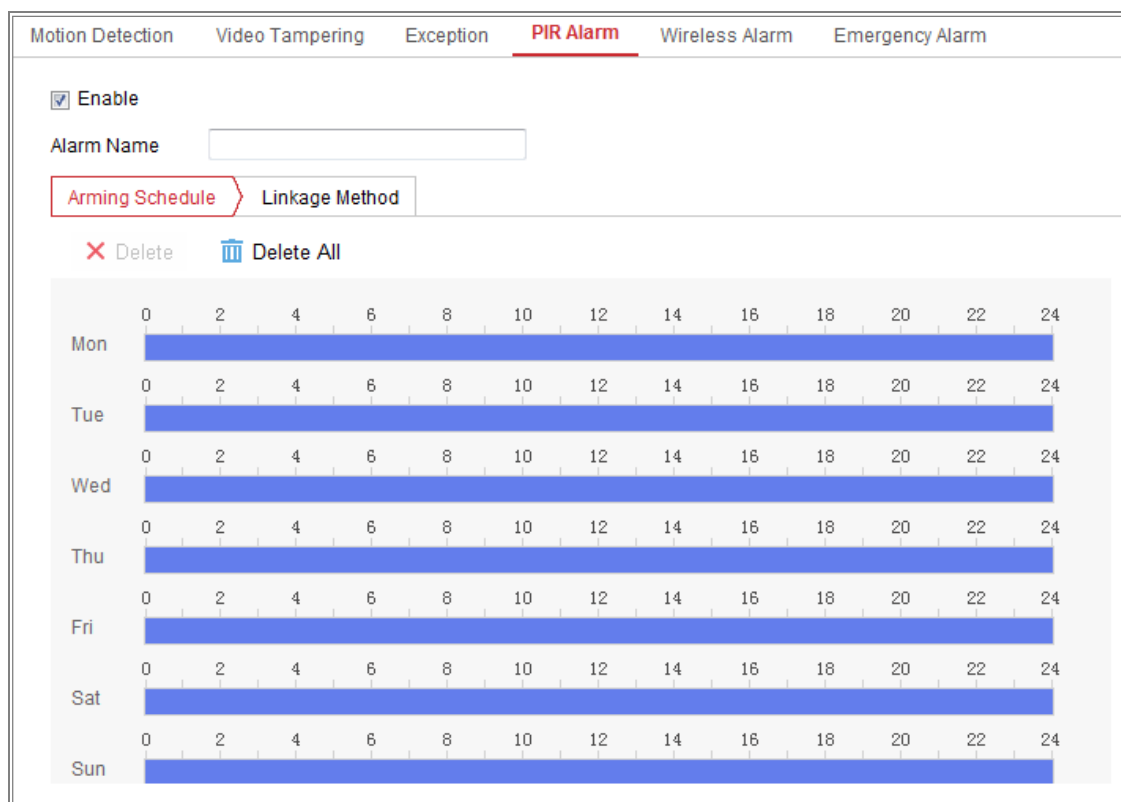 Motion Detection Video Tampering Exception PIR Alarm Wireless Alarm Emergency Alarm
Enable
Alarm Name
Arming Schedule Linkage Method
Delete Delete All
0 2 4 6 8 10 12 14 16 18 20 22 24
Mon
0 2 4 6 8 10 12 14 16 18 20 22 24
Tue
0 2 4 6 8 10 12 14 16 18 20 22 24
Wed
0 2 4 6 8 10 12 14 16 18 20 22 24
Thu
0 2 4 6 8 10 12 14 16 18 20 22 24
Fri
0 2 4 6 8 10 12 14 16 18 20 22 24
Sat
0 2 4 6 8 10 12 14 16 18 20 22 24
Sun